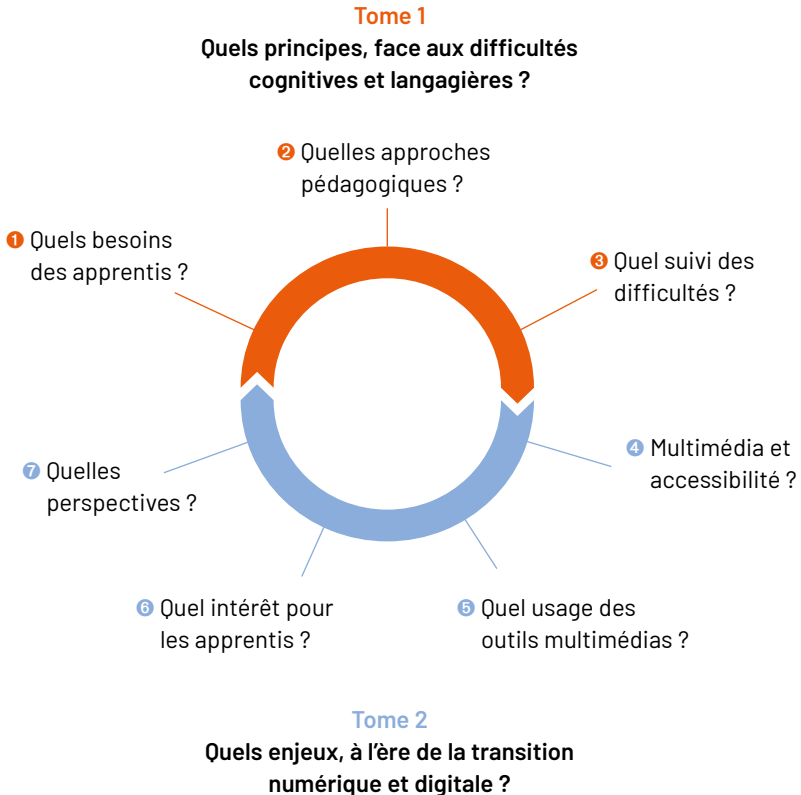 Tome 1
Quels principes, face aux difficultés
cognitives et langagières ?
❷ Quelles approches
pédagogiques ?
❶ Quels besoins
des apprentis ?
❸ Quel suivi des
difficultés ?
❹ Multimédia et
accessibilité ?
❼ Quelles
perspectives ?
❻ Quel intérêt pour
les apprentis ?
❺ Quel usage des
outils multimédias ?
Tome 2
Quels enjeux, à l’ère de la transition
numérique et digitale ?